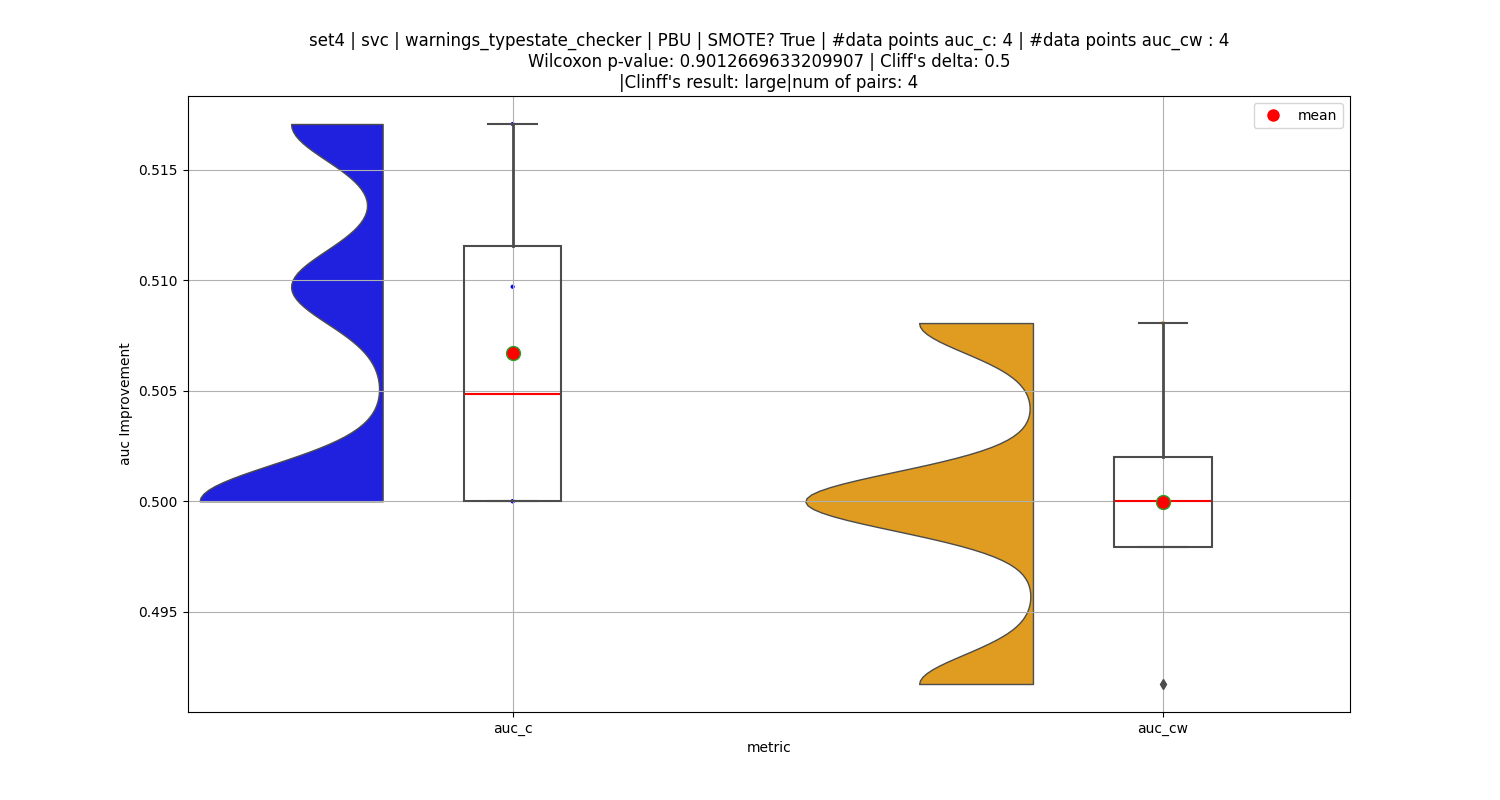 set4 | svc | warnings_typestate_checker | PBU | SMOTE? True | #data points auc_c: 4 | #data points auc_cw : 4
Wilcoxon p-value: 0.9012669633209907 | Cliff's delta: 0.5
|Clinff's result: large|num of pairs: 4
mean
0.515
0.510
0.505
0.500
0.495
auc Improvement
auc_c
auc_cw
metric